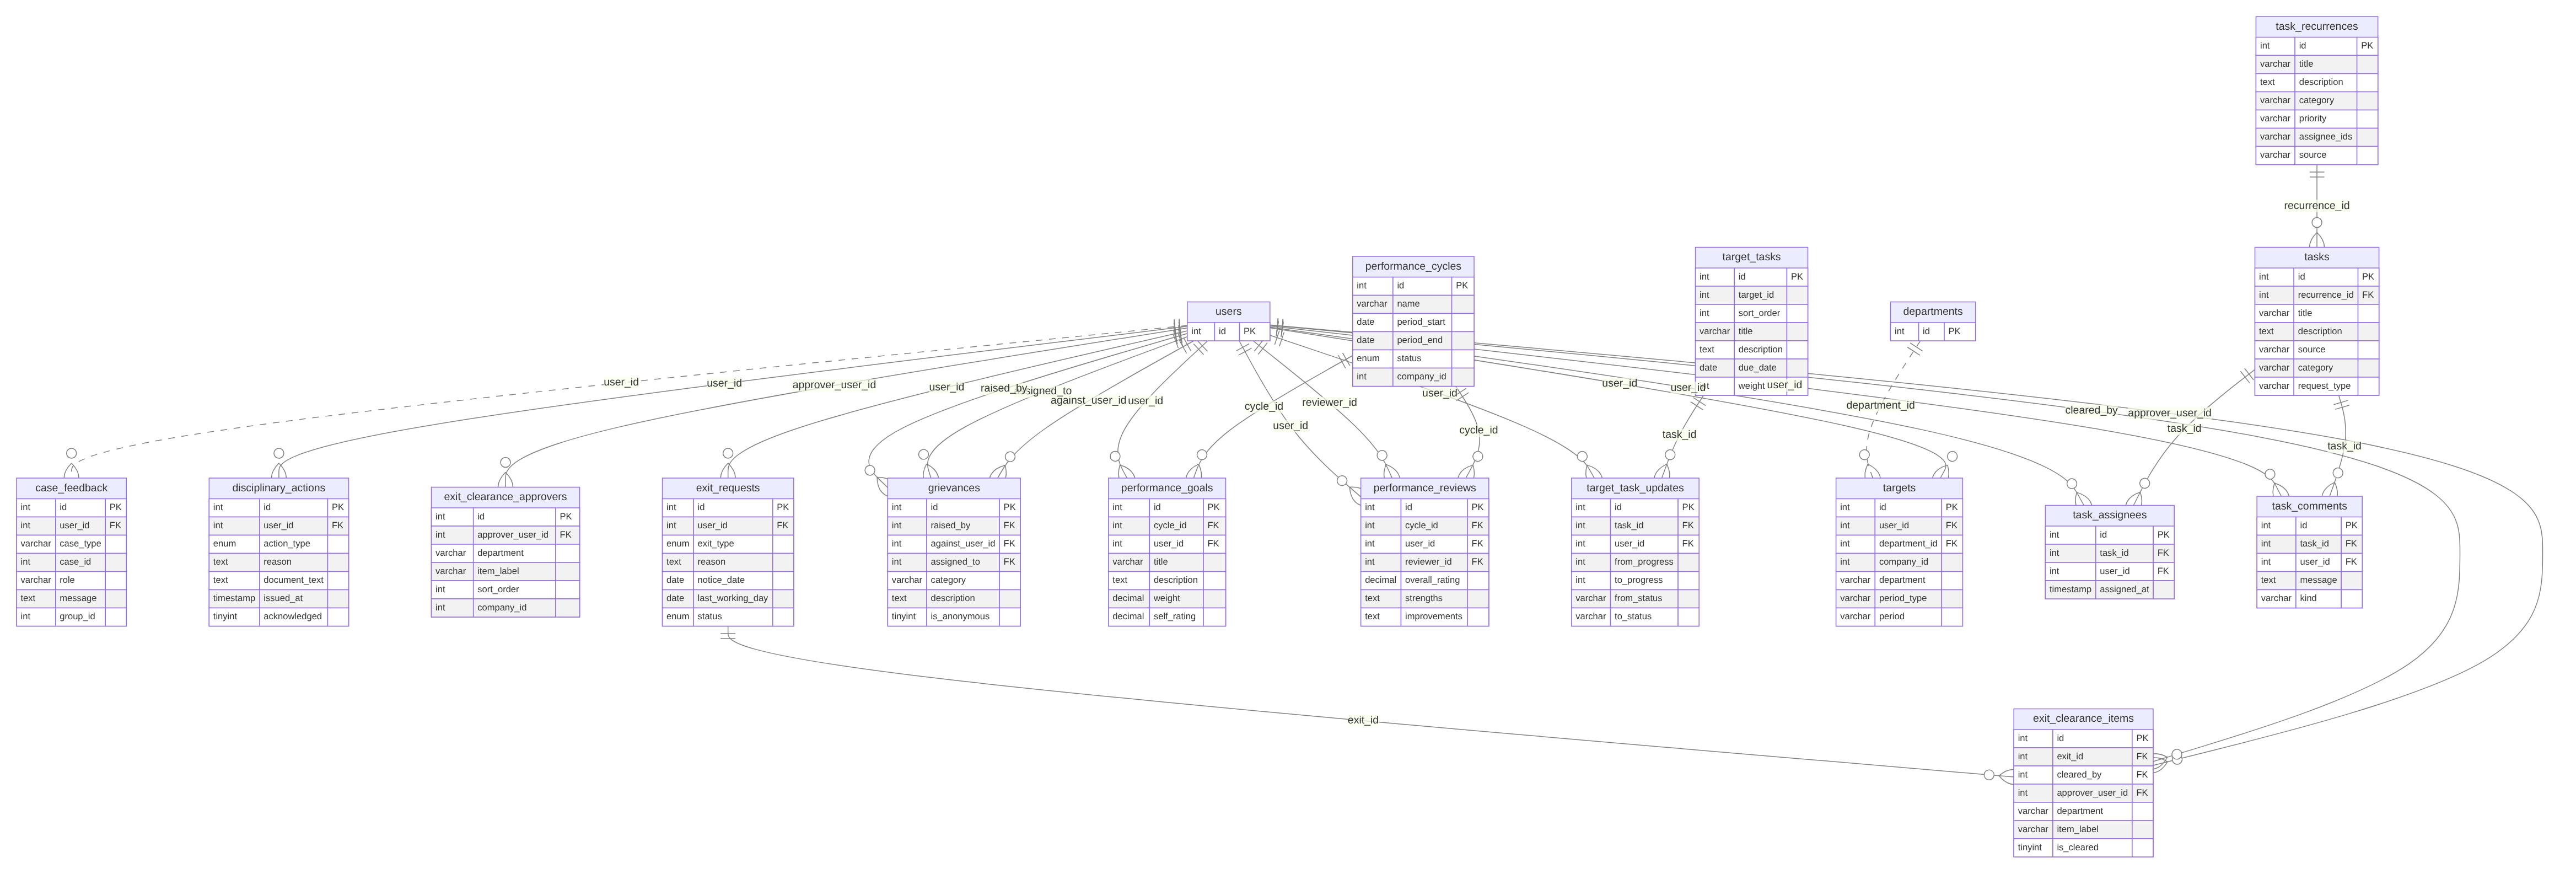 task_recurrences
int id PK
varchar title
text description
varchar category
varchar priority
varchar assignee_ids
varchar source
recurrence_id
performance_cycles
int id PK
varchar name
date period_start
date period_end
enum status
int company_id
target_tasks
int id PK
int target_id
int sort_order
varchar title
text description
date due_date
weight
tasks
int id PK
int recurrence_id FK
varchar title
text description
varchar source
varchar category
varchar request_type
users
int id PK
departments
int id PK
user_id
user_id
approver_user_id
user_id
raised_by
signed_to
against_user_id
user_id
cycle_id
user_id
reviewer_id
user_id
cycle_id
task_id
user_id
user_id
user_id
department_id
cleared_by
approver_user_id
task_id
task_id
case_feedback
int id PK
int user_id FK
varchar case_type
int case_id
varchar role
text message
int group_id
disciplinary_actions
int id PK
int user_id FK
enum action_type
text reason
text document_text
timestamp issued_at
tinyint acknowledged
exit_clearance_approvers
int id PK
int approver_user_id FK
varchar department
varchar item_label
int sort_order
int company_id
exit_requests
int id PK
int user_id FK
enum exit_type
text reason
date notice_date
date last_working_day
enum status
grievances
int id PK
int raised_by FK
int against_user_id FK
int assigned_to FK
varchar category
text description
tinyint is_anonymous
performance_goals
int id PK
int cycle_id FK
int user_id FK
varchar title
text description
decimal weight
decimal self_rating
performance_reviews
int id PK
int cycle_id FK
int user_id FK
int reviewer_id FK
decimal overall_rating
text strengths
text improvements
target_task_updates
int id PK
int task_id FK
int user_id FK
int from_progress
int to_progress
varchar from_status
varchar to_status
targets
int id PK
int user_id FK
int department_id FK
int company_id
varchar department
varchar period_type
varchar period
task_assignees
int id PK
int task_id FK
int user_id FK
timestamp assigned_at
task_comments
int id PK
int task_id FK
int user_id FK
text message
varchar kind
exit_id
exit_clearance_items
int id PK
int exit_id FK
int cleared_by FK
int approver_user_id FK
varchar department
varchar item_label
tinyint is_cleared